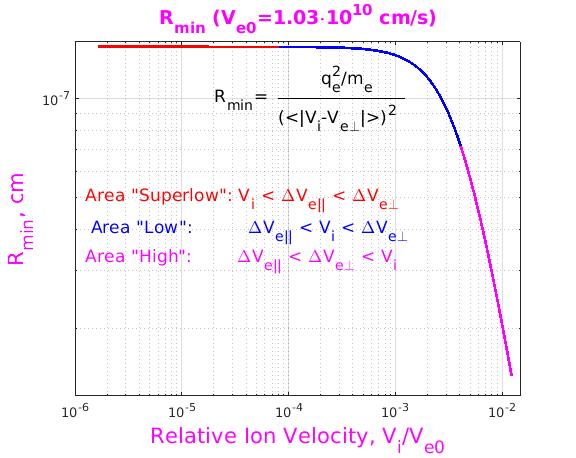 R_min (V_e0=1.03·10^10 cm/s)
10^-7
R_min= q_e^2/m_e
(<|V_i-V_e⊥|>)^2
R_min, cm
Area "Superlow": V_i < ΔV_e|| < ΔV_e⊥
Area "Low": ΔV_e|| < V_i < ΔV_e⊥
Area "High": ΔV_e|| < ΔV_e⊥ < V_i
10^-6 10^-5 10^-4 10^-3 10^-2
Relative Ion Velocity, V_i/V_e0